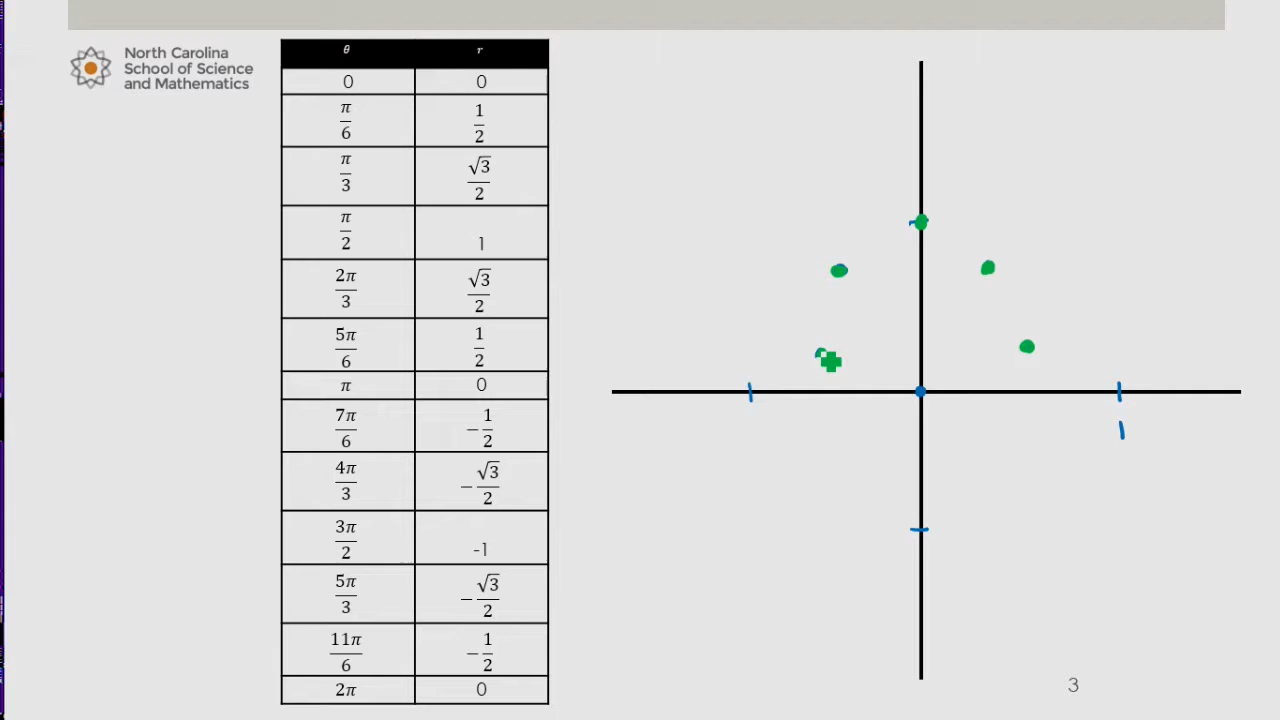 North Carolina
School of Science
and Mathematics
θ r
0 0
π/6 1/2
π/3 √3/2
π/2 1
2π/3 √3/2
5π/6 1/2
π 0
7π/6 −1/2
4π/3 −√3/2
3π/2 -1
5π/3 −√3/2
11π/6 −1/2
2π 0
1
3